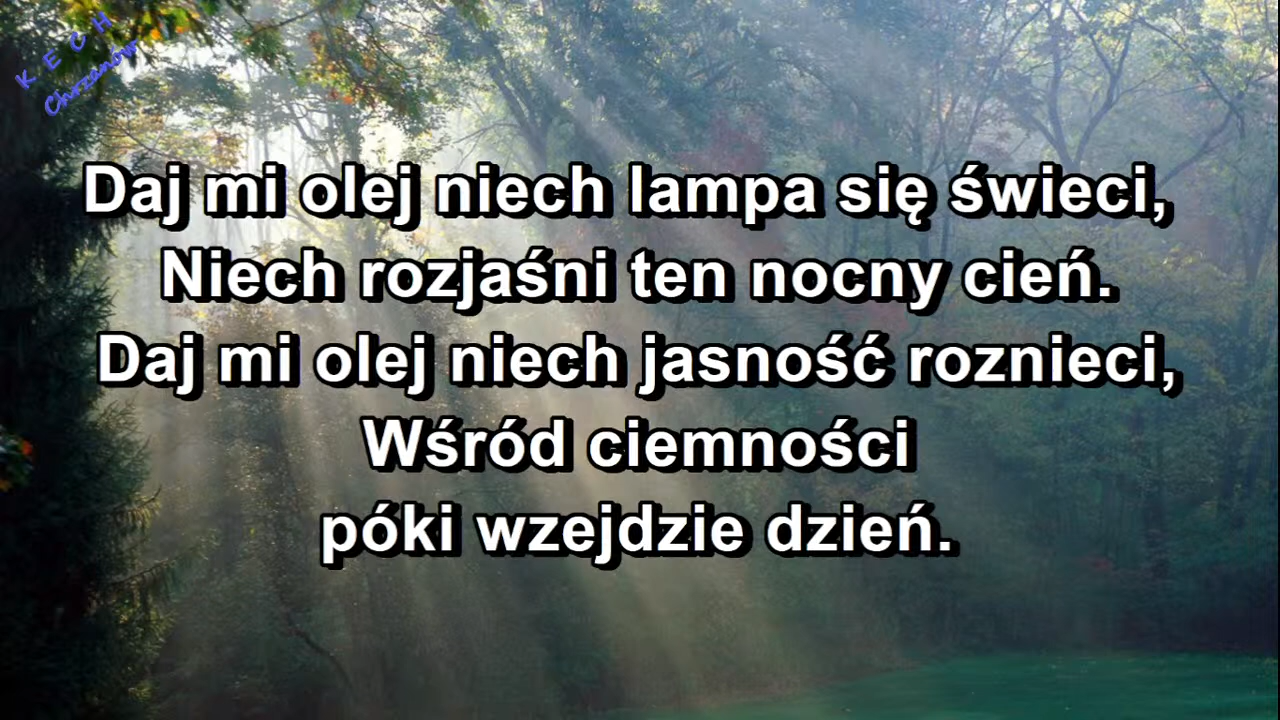 K E C H
Chrzanów
Daj mi olej niech lampa się świeci,
Niech rozjaśni ten nocny cień.
Daj mi olej niech jasność roznieci,
Wśród ciemności
póki wzejdzie dzień.